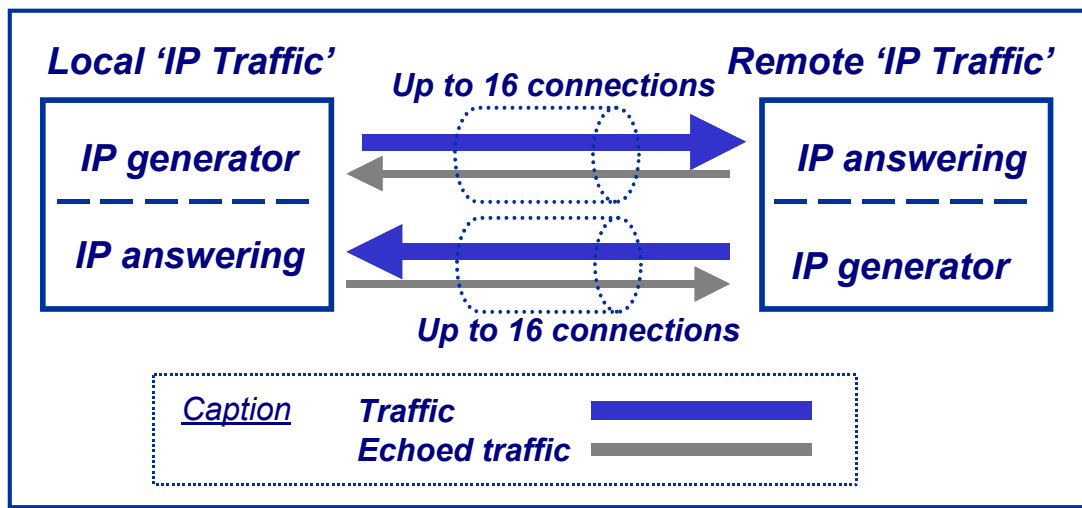 Local ‘IP Traffic’
Remote ‘IP Traffic’
Up to 16 connections
IP generator
IP answering
IP answering
IP generator
Up to 16 connections
Caption
Traffic
Echoed traffic